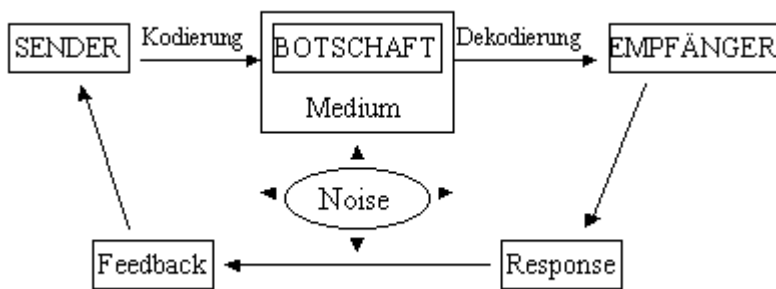 SENDER
Kodierung
BOTSCHAFT
Medium
Dekodierung
EMPFÄNGER
Noise
Feedback
Response